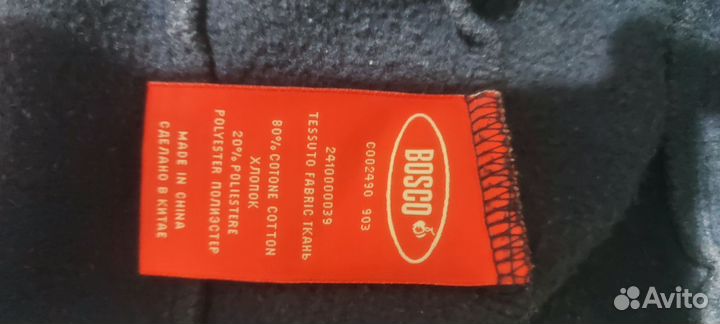 BOSCO
C002490 903
2410000039
TESSUTO FABRIC ТКАНЬ
80% COTONE COTTON
ХЛОПОК
20% POLIESTERE
POLYESTER ПОЛИЭСТЕР
MADE IN CHINA
СДЕЛАНО В КИТАЕ
Avito